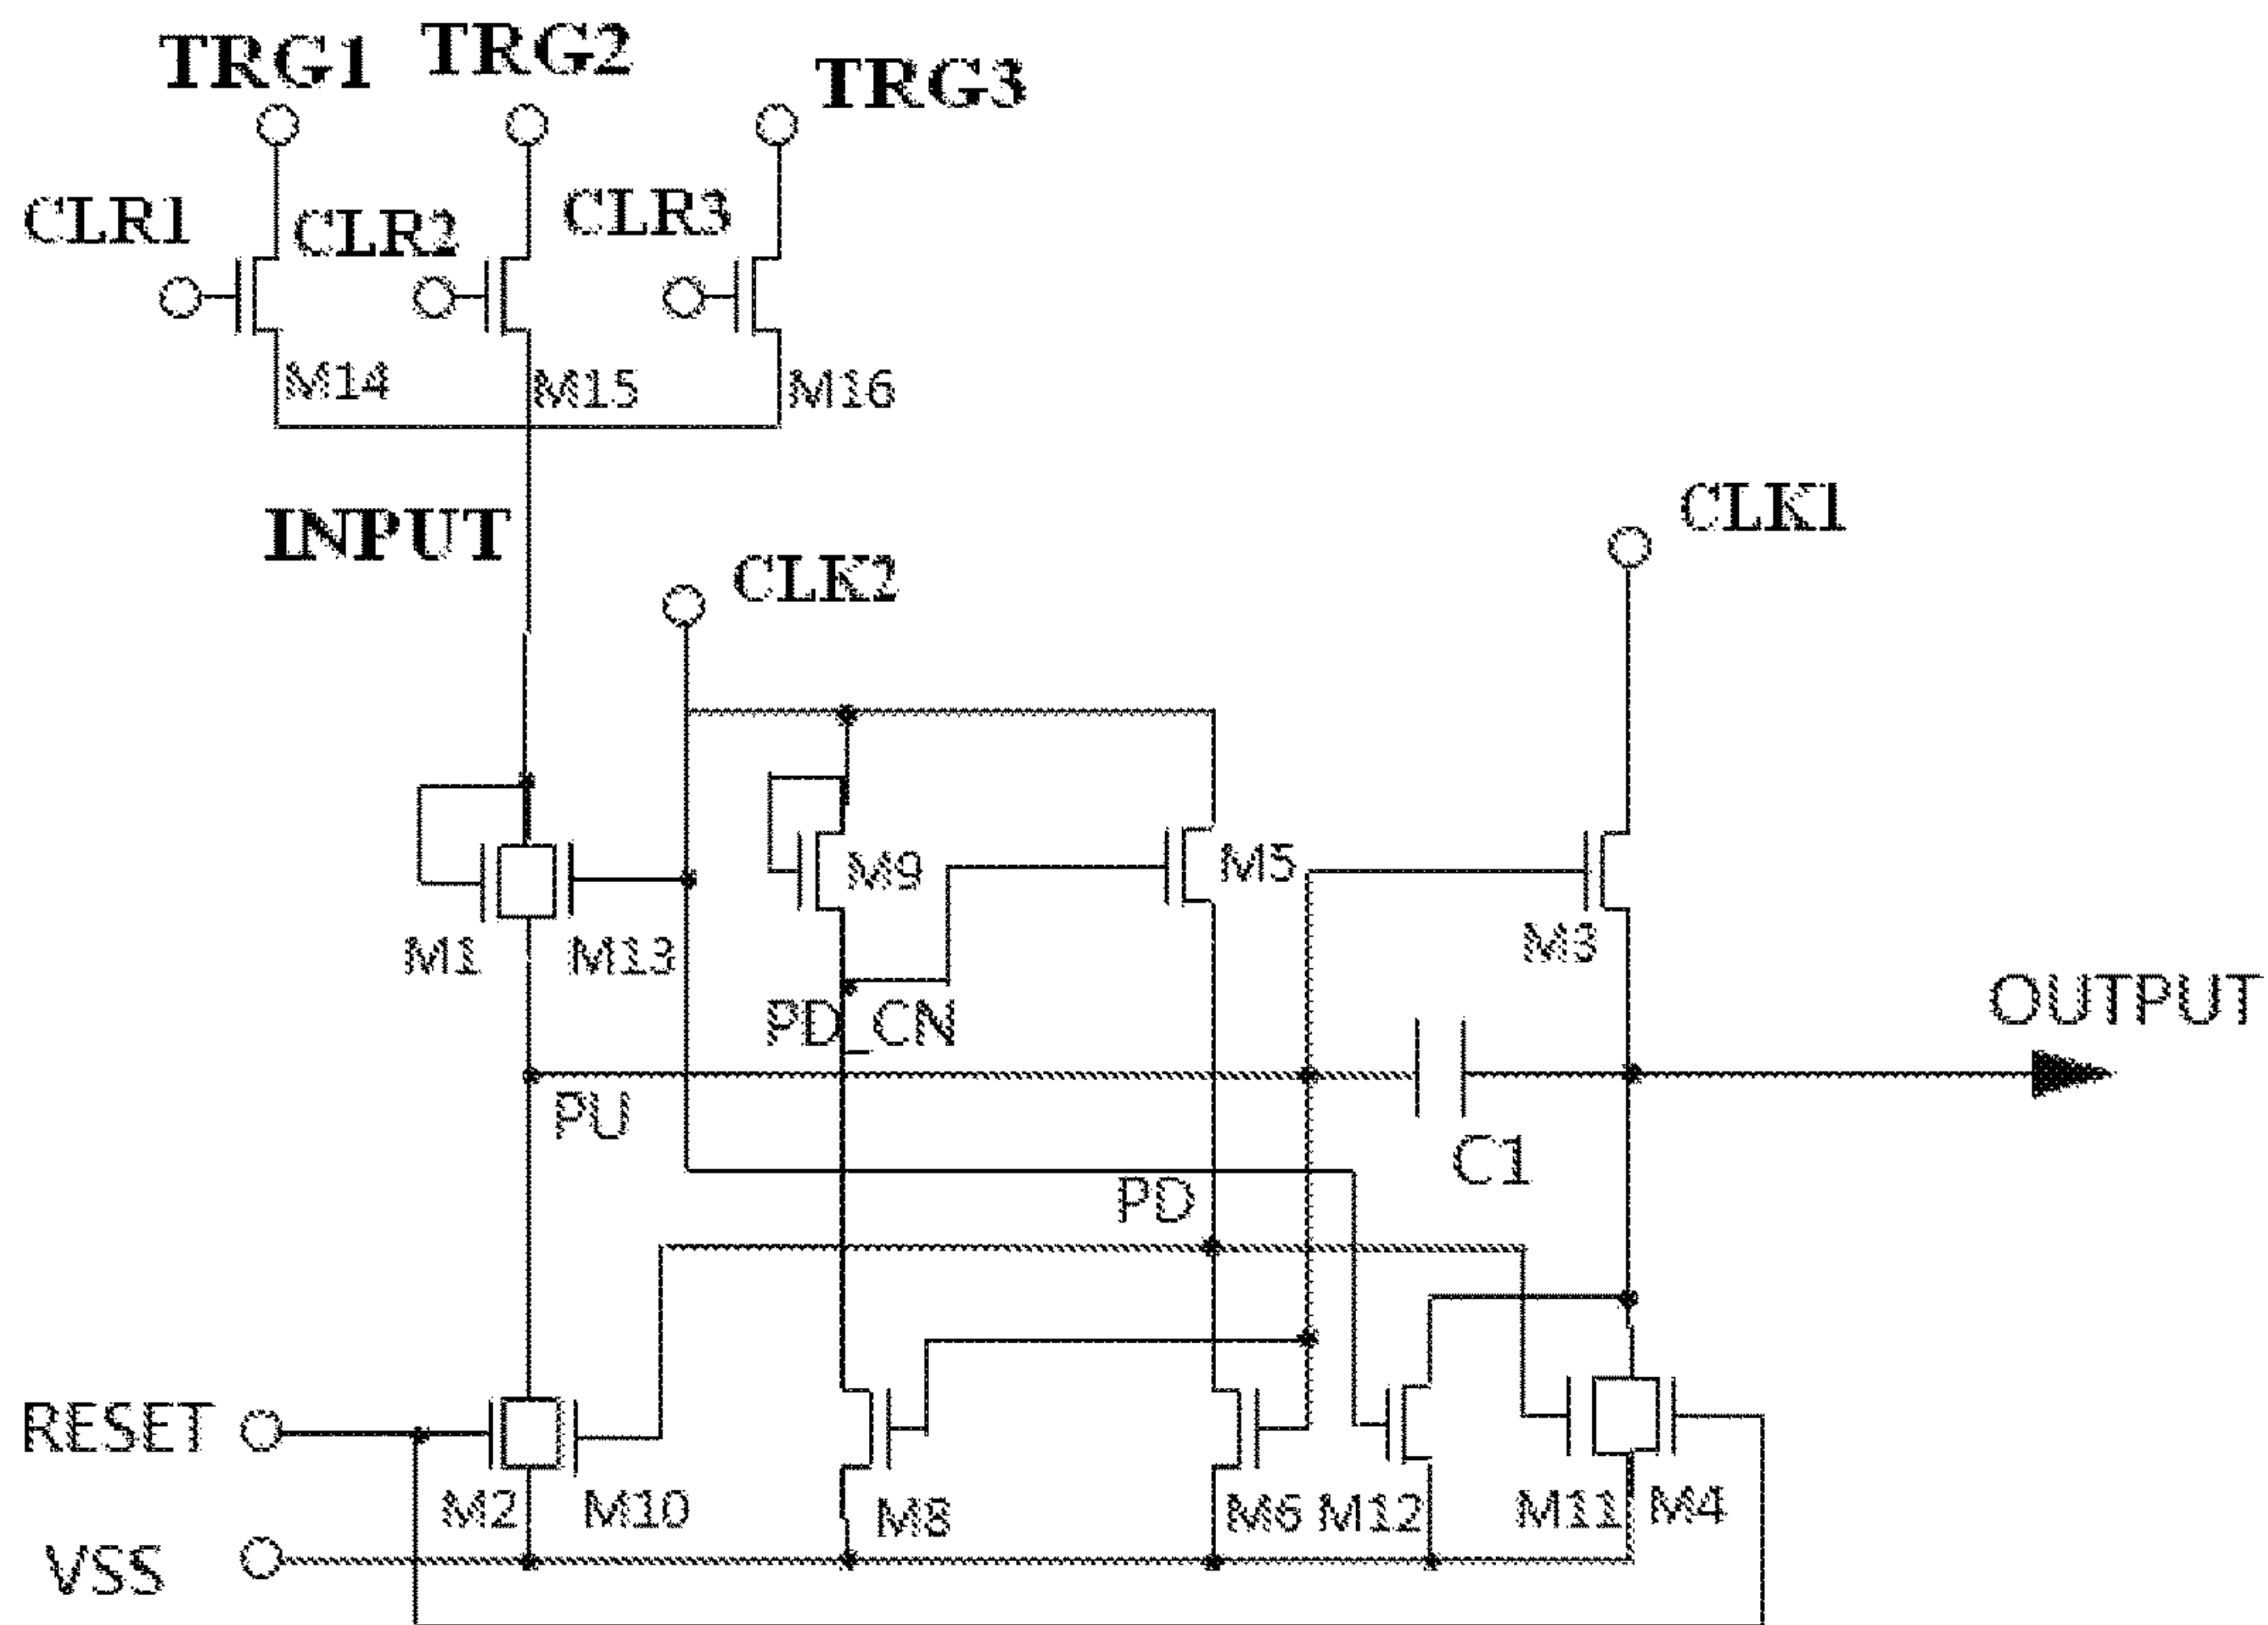 TRG1 TRG2 TRG3
CLR1 CLR2 CLR3
M14 M15 M16
INPUT
CLK1
CLK2
M9 M5
M1 M13 M3
PD_CN
OUTPUT
PU
C1
PD
RESET
M2 M10 M8 M6 M12 M11 M4
VSS